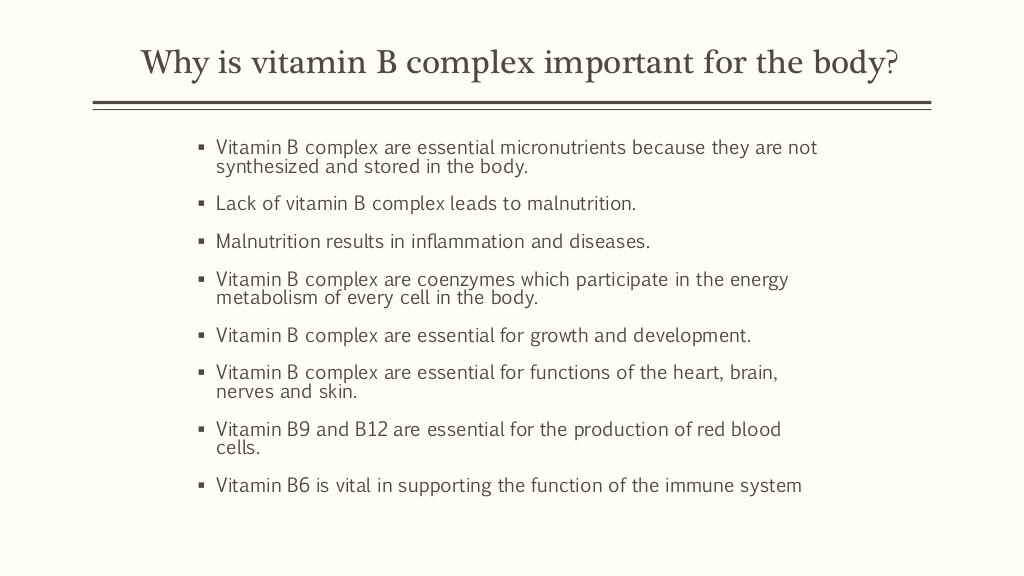 Why is vitamin B complex important for the body?
▪ Vitamin B complex are essential micronutrients because they are not
synthesized and stored in the body.
▪ Lack of vitamin B complex leads to malnutrition.
▪ Malnutrition results in inflammation and diseases.
▪ Vitamin B complex are coenzymes which participate in the energy
metabolism of every cell in the body.
▪ Vitamin B complex are essential for growth and development.
▪ Vitamin B complex are essential for functions of the heart, brain,
nerves and skin.
▪ Vitamin B9 and B12 are essential for the production of red blood
cells.
▪ Vitamin B6 is vital in supporting the function of the immune system